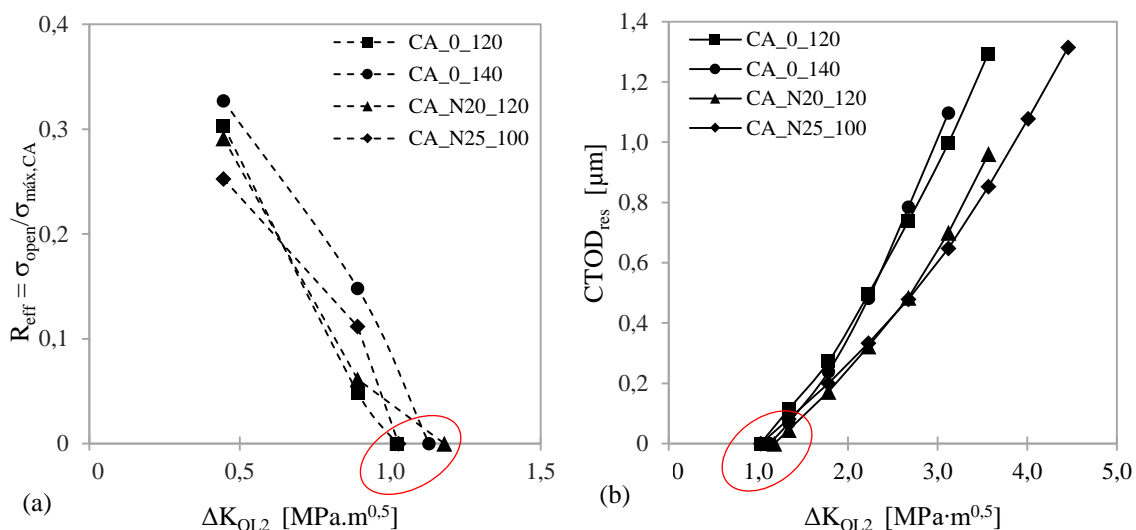 0,4
0,3
0,2
0,1
0
0
0,5
1,0
1,5
R_eff = σ_open/σ_máx,CA
ΔK_OL2 [MPa.m^0,5]
CA_0_120
CA_0_140
CA_N20_120
CA_N25_100
(a)
1,4
1,2
1,0
0,8
0,6
0,4
0,2
0
0
1,0
2,0
3,0
4,0
5,0
CTOD_res [µm]
ΔK_OL2 [MPa·m^0,5]
CA_0_120
CA_0_140
CA_N20_120
CA_N25_100
(b)